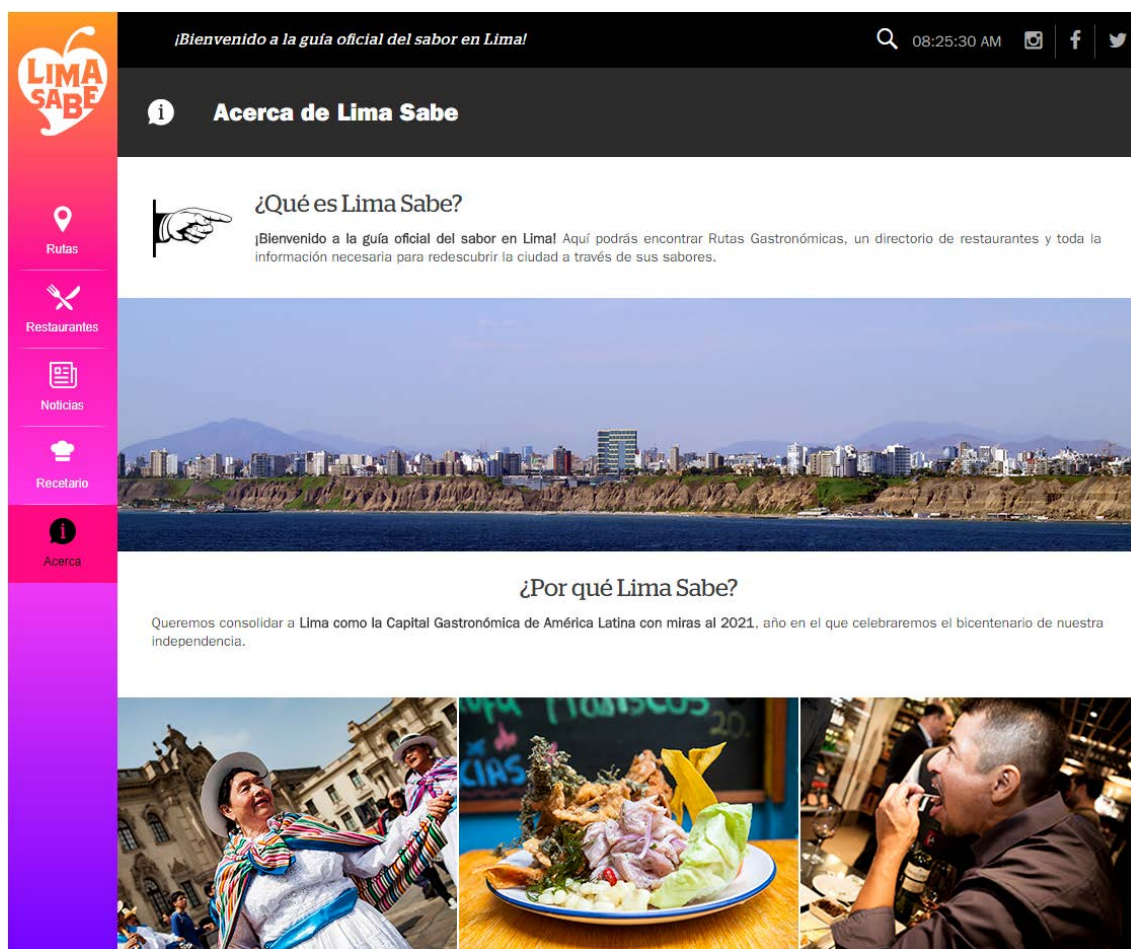 LIMA
SABE
¡Bienvenido a la guía oficial del sabor en Lima!
08:25:30 AM
Acerca de Lima Sabe
Rutas
Restaurantes
Noticias
Recetario
Acerca
¿Qué es Lima Sabe?
¡Bienvenido a la guía oficial del sabor en Lima! Aquí podrás encontrar Rutas Gastronómicas, un directorio de restaurantes y toda la
información necesaria para redescubrir la ciudad a través de sus sabores.
¿Por qué Lima Sabe?
Queremos consolidar a Lima como la Capital Gastronómica de América Latina con miras al 2021, año en el que celebraremos el bicentenario de nuestra
independencia.
20.